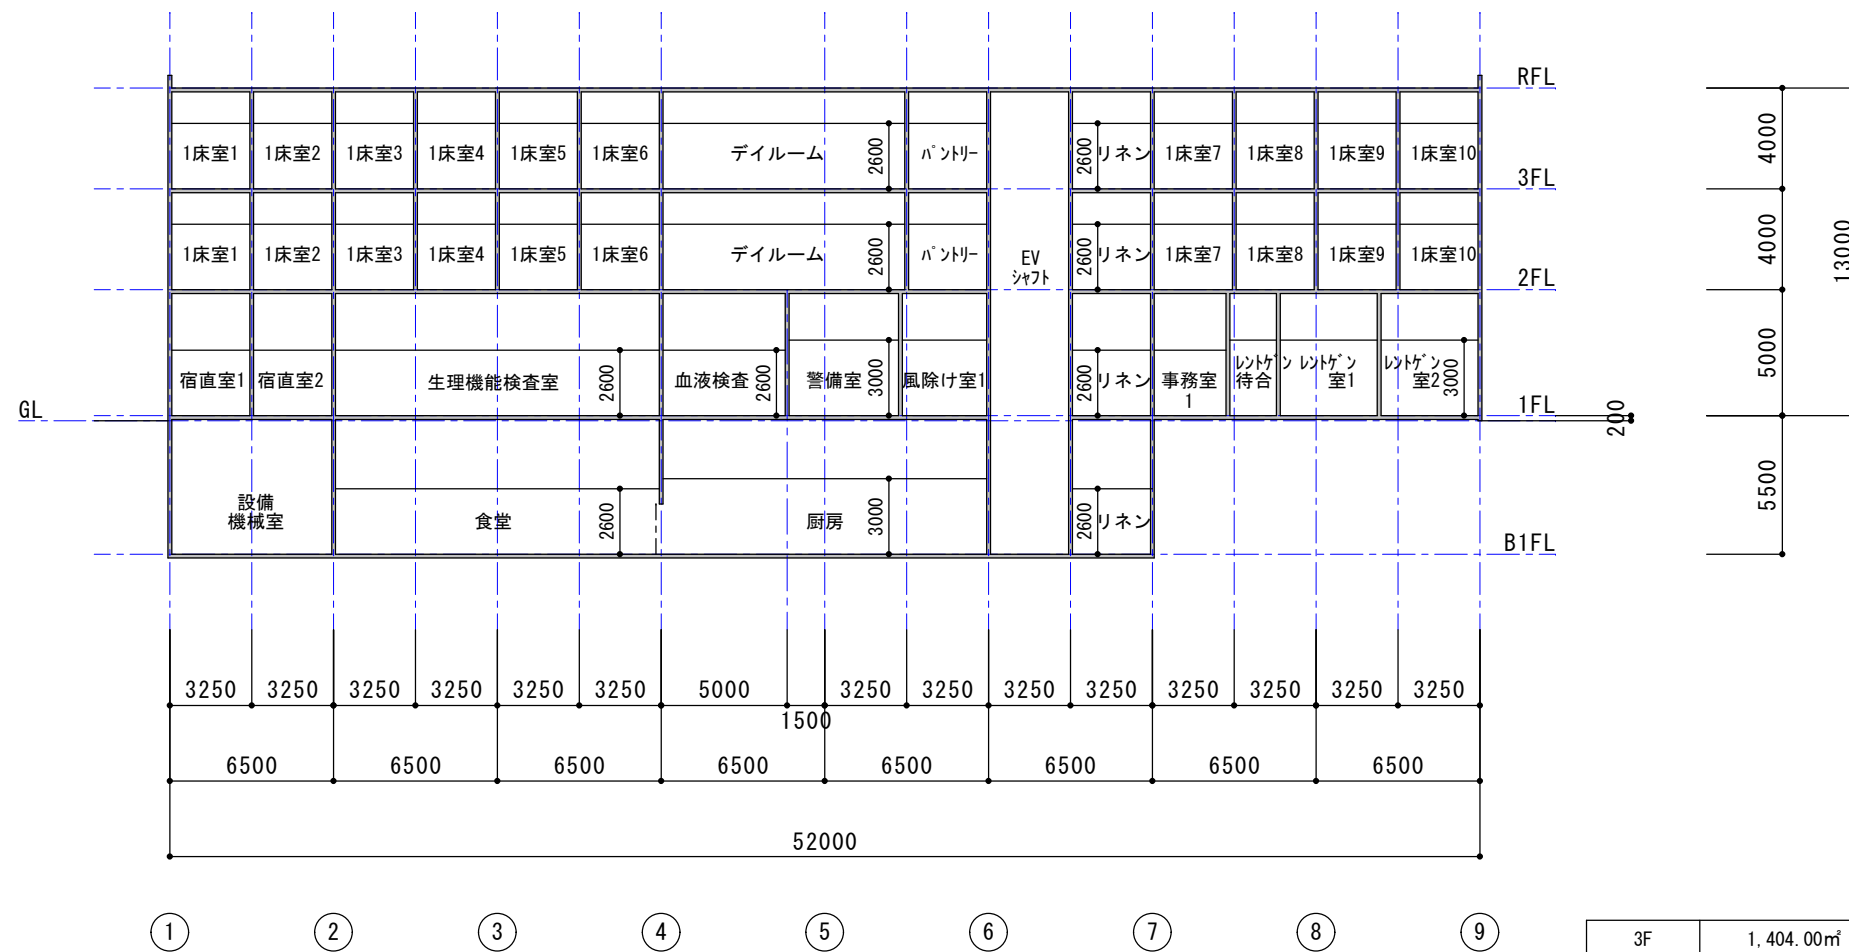 RFL
1床室1 1床室2 1床室3 1床室4 1床室5 1床室6 デイルーム 2600 パントリー 2600 リネン 1床室7 1床室8 1床室9 1床室10 4000
3FL
1床室1 1床室2 1床室3 1床室4 1床室5 1床室6 デイルーム 2600 パントリー 2600 リネン 1床室7 1床室8 1床室9 1床室10 4000 13000
EV
シャフト
2FL
宿直室1 宿直室2 生理機能検査室 2600 血液検査 2600 警備室 3000 風除け室1 2600 リネン 5000
事務室
1
レントゲン
待合
レントゲン
室1
レントゲン
室2
3000
GL
1FL
200
設備
機械室
食堂 2600 厨房 3000 2600 リネン 5500
B1FL
3250 3250 3250 3250 3250 3250 5000 3250 3250 3250 3250 3250 3250 3250 3250
1500
6500 6500 6500 6500 6500 6500 6500 6500
52000
1 2 3 4 5 6 7 8 9
3F 1,404.00㎡